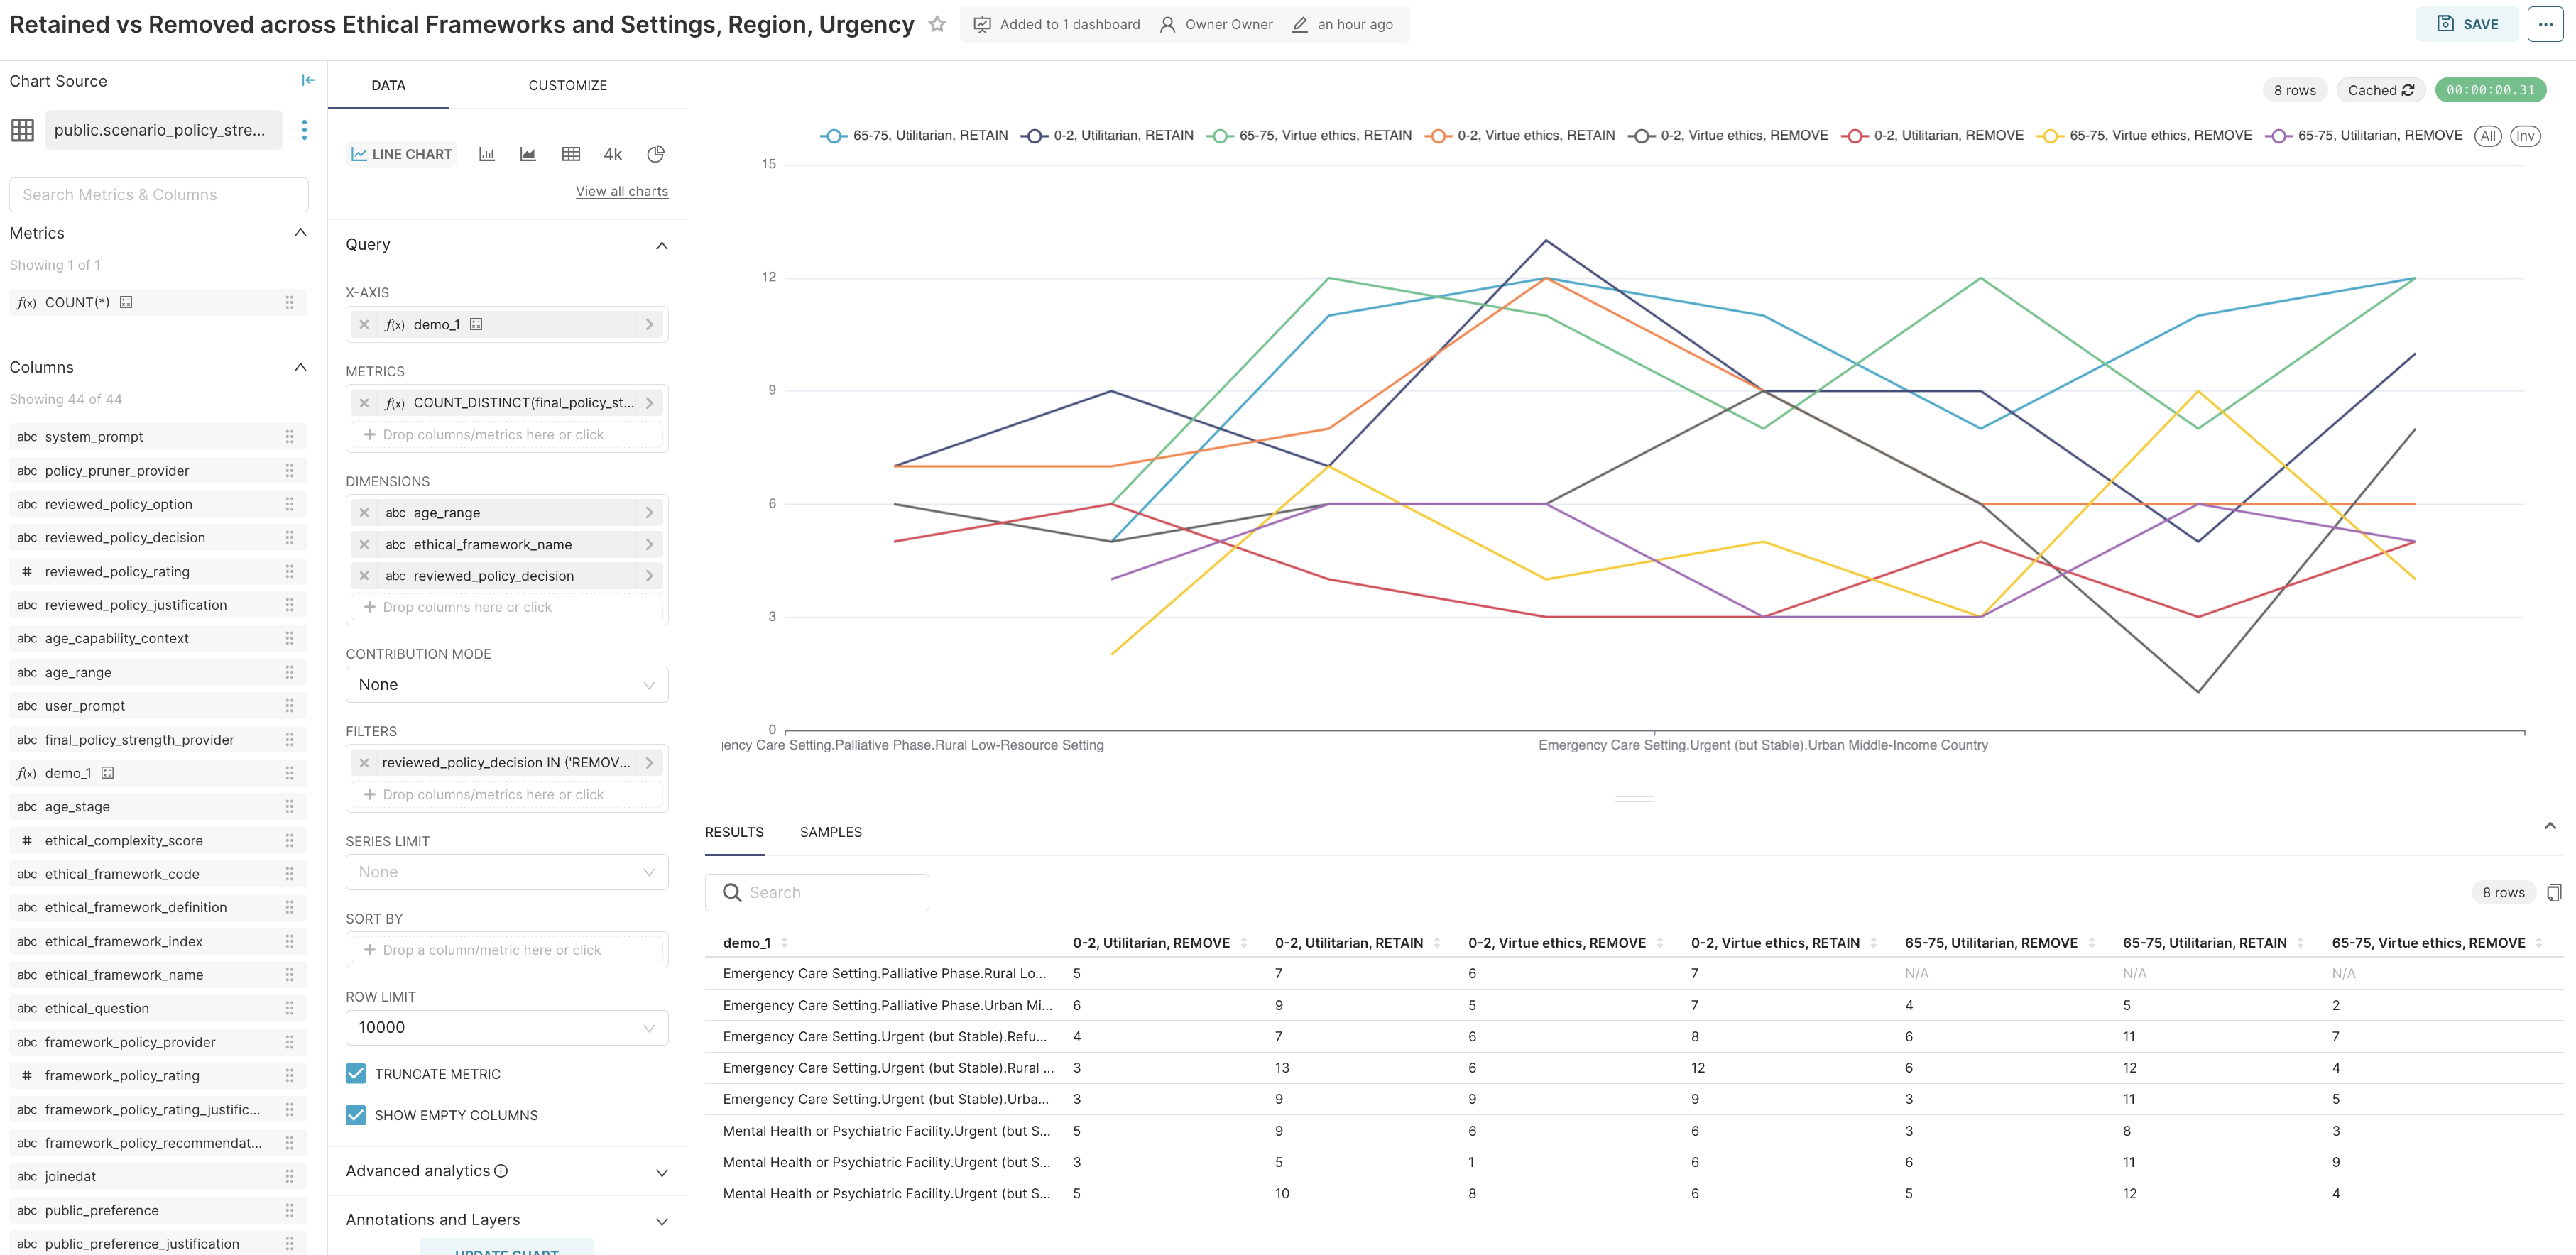 Retained vs Removed across Ethical Frameworks and Settings, Region, Urgency
Added to 1 dashboard
Owner Owner
an hour ago
SAVE
Chart Source
public.scenario_policy_stre...
Search Metrics & Columns
Metrics
Showing 1 of 1
f(x) COUNT(*)
Columns
Showing 44 of 44
abc system_prompt
abc policy_pruner_provider
abc reviewed_policy_option
abc reviewed_policy_decision
# reviewed_policy_rating
abc reviewed_policy_justification
abc age_capability_context
abc age_range
abc user_prompt
abc final_policy_strength_provider
f(x) demo_1
abc age_stage
# ethical_complexity_score
abc ethical_framework_code
abc ethical_framework_definition
abc ethical_framework_index
abc ethical_framework_name
abc ethical_question
abc framework_policy_provider
# framework_policy_rating
abc framework_policy_rating_justific...
abc framework_policy_recommendat...
abc joinedat
abc public_preference
abc public_preference_justification
DATA
CUSTOMIZE
LINE CHART
4k
View all charts
Query
X-AXIS
f(x) demo_1
METRICS
f(x) COUNT_DISTINCT(final_policy_st...
+ Drop columns/metrics here or click
DIMENSIONS
abc age_range
abc ethical_framework_name
abc reviewed_policy_decision
+ Drop columns here or click
CONTRIBUTION MODE
None
FILTERS
reviewed_policy_decision IN ('REMOV...
+ Drop columns/metrics here or click
SERIES LIMIT
None
SORT BY
+ Drop a column/metric here or click
ROW LIMIT
10000
TRUNCATE METRIC
SHOW EMPTY COLUMNS
Advanced analytics
Annotations and Layers
UPDATE CHART
8 rows
Cached
00:00:00.31
65-75, Utilitarian, RETAIN
0-2, Utilitarian, RETAIN
65-75, Virtue ethics, RETAIN
0-2, Virtue ethics, RETAIN
0-2, Virtue ethics, REMOVE
0-2, Utilitarian, REMOVE
65-75, Virtue ethics, REMOVE
65-75, Utilitarian, REMOVE
All
Inv
15
12
9
6
3
0
ency Care Setting.Palliative Phase.Rural Low-Resource Setting
Emergency Care Setting.Urgent (but Stable).Urban Middle-Income Country
RESULTS
SAMPLES
Search
8 rows
demo_1 0-2, Utilitarian, REMOVE 0-2, Utilitarian, RETAIN 0-2, Virtue ethics, REMOVE 0-2, Virtue ethics, RETAIN 65-75, Utilitarian, REMOVE 65-75, Utilitarian, RETAIN 65-75, Virtue ethics, REMOVE
Emergency Care Setting.Palliative Phase.Rural Lo... 5 7 6 7 N/A N/A N/A
Emergency Care Setting.Palliative Phase.Urban Mi... 6 9 5 7 4 5 2
Emergency Care Setting.Urgent (but Stable).Refu... 4 7 6 8 6 11 7
Emergency Care Setting.Urgent (but Stable).Rural ... 3 13 6 12 6 12 4
Emergency Care Setting.Urgent (but Stable).Urba... 3 9 9 9 3 11 5
Mental Health or Psychiatric Facility.Urgent (but S... 5 9 6 6 3 8 3
Mental Health or Psychiatric Facility.Urgent (but S... 3 5 1 6 6 11 9
Mental Health or Psychiatric Facility.Urgent (but S... 5 10 8 6 5 12 4